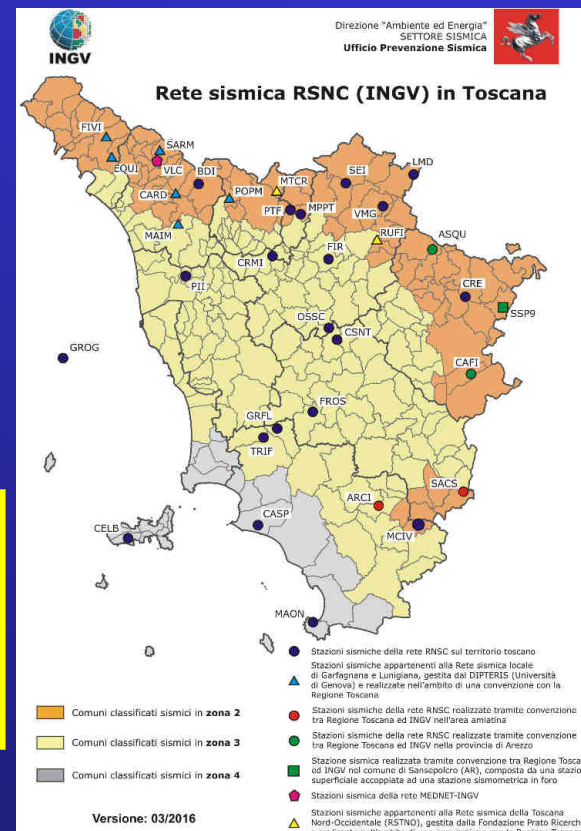 INGV
Direzione "Ambiente ed Energia"
SETTORE SISMICA
Ufficio Prevenzione Sismica
Rete sismica RSNC (INGV) in Toscana
FIVI
SARM
EQUI
VLC
BDI
CARD
POPM
MTCR
SEI
LMD
PTF
MPPT
VMG
MAIM
RUFI
ASQU
FIR
CRMI
PII
CRE
SSP9
OSSC
CSNT
GROG
CAFI
FROS
GRFL
TRIF
SACS
ARCI
CASP
CELB
MCIV
MAON
Stazioni sismiche della rete RNSC sul territorio toscano
Stazioni sismiche appartenenti alla Rete sismica locale
di Garfagnana e Lunigiana, gestita dal DIPTERIS (Università
di Genova) e realizzate nell'ambito di una convenzione con la
Regione Toscana
Stazioni sismiche della rete RNSC realizzate tramite convenzione
tra Regione Toscana ed INGV nell'area amiatina
Stazioni sismiche della rete RNSC realizzate tramite convenzione
tra Regione Toscana ed INGV nella provincia di Arezzo
Stazione sismica realizzata tramite convenzione tra Regione Tosca
ed INGV nel comune di Sansepolcro (AR), composta da una stazio
superficiale accoppiata ad una stazione sismometrica in foro
Stazioni sismica della rete MEDNET-INGV
Stazioni sismiche appartenenti alla Rete sismica della Toscana
Nord-Occidentale (RSTNO), gestita dalla Fondazione Prato Ricerch
Comuni classificati sismici in zona 2
Comuni classificati sismici in zona 3
Comuni classificati sismici in zona 4
Versione: 03/2016